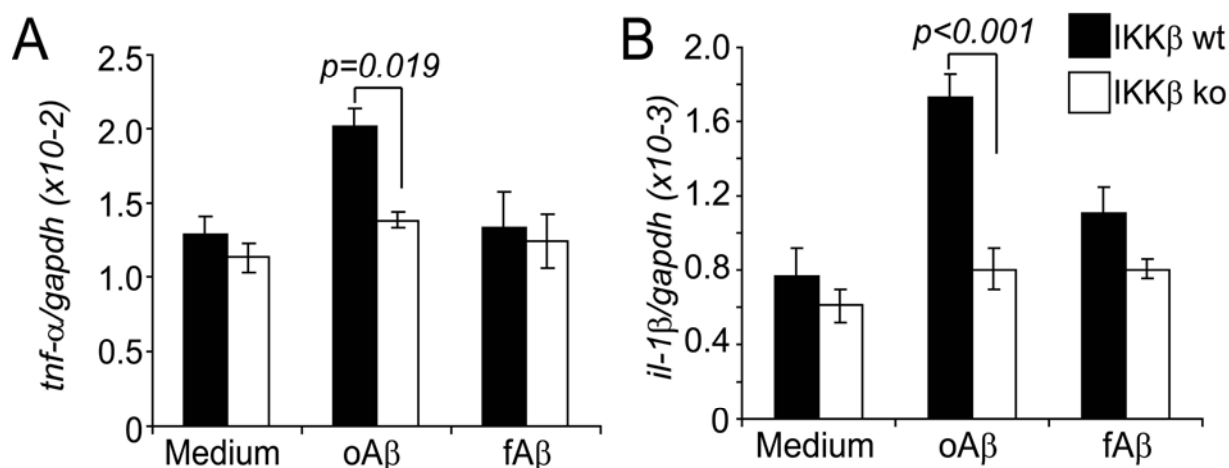 A
tnf-α/gapdh (x10-2)
2.5
2.0
1.5
1.0
0.5
0
p=0.019
Medium
oAβ
fAβ
B
il-1β/gapdh (x10-3)
2.0
1.6
1.2
0.8
0.4
0
p<0.001
IKKβ wt
IKKβ ko
Medium
oAβ
fAβ